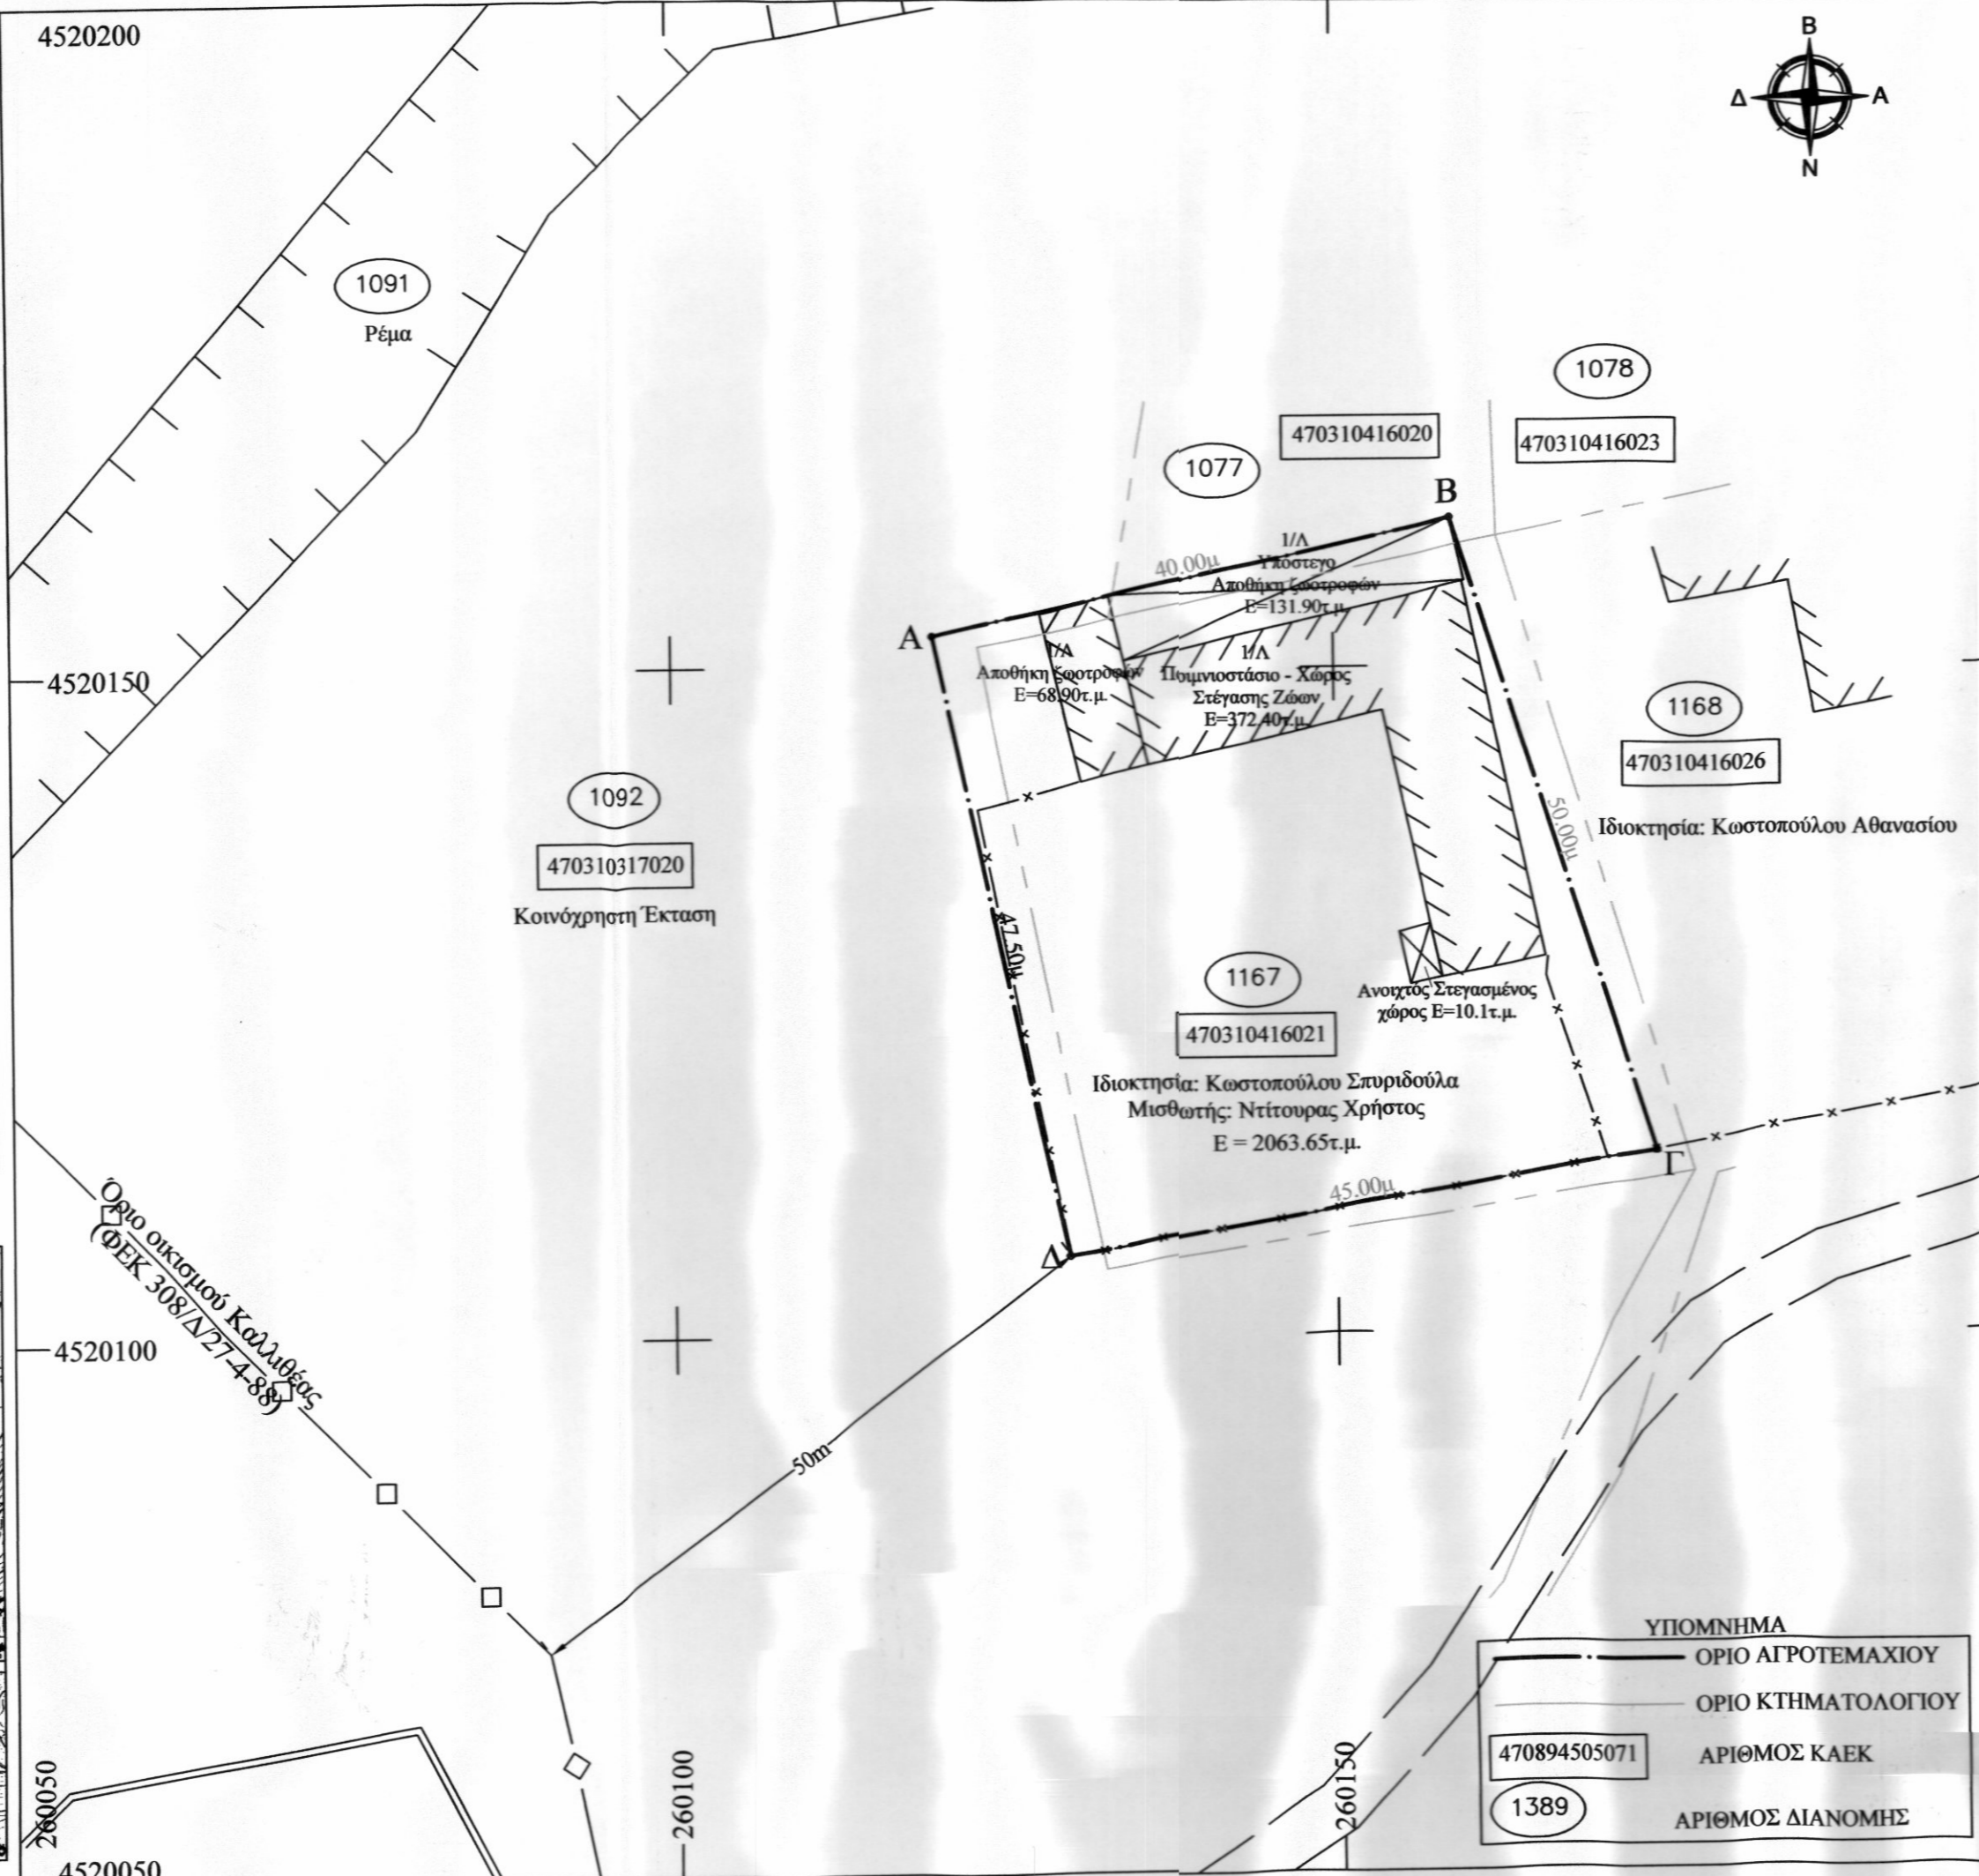 4520200
Β
Δ
Α
Ν
1091
Ρέμα
1078
470310416020
470310416023
1077
Β
1/Λ
Υπόστεγο
Αποθήκη ζωοτροφών
Ε=131.90τ.μ.
40.00μ
Α
1/Λ
Αποθήκη ζωοτροφών
Ε=68.90τ.μ.
1/Λ
Ποιμνιοστάσιο - Χώρος
Στέγασης Ζώων
Ε=372.40τ.μ.
4520150
1168
470310416026
Ιδιοκτησία: Κωστοπούλου Αθανασίου
50.00μ
1092
470310317020
Κοινόχρηστη Έκταση
47.50μ
1167
470310416021
Ανοιχτός Στεγασμένος
χώρος Ε=10.1τ.μ.
Ιδιοκτησία: Κωστοπούλου Σπυριδούλα
Μισθωτής: Ντίτουρας Χρήστος
Ε = 2063.65τ.μ.
Γ
45.00μ
Δ
Όριο οικισμού Καλλιθέας
(ΦΕΚ 308/Δ/27-4-88)
4520100
50m
ΥΠΟΜΝΗΜΑ
ΟΡΙΟ ΑΓΡΟΤΕΜΑΧΙΟΥ
ΟΡΙΟ ΚΤΗΜΑΤΟΛΟΓΙΟΥ
470894505071
ΑΡΙΘΜΟΣ ΚΑΕΚ
1389
ΑΡΙΘΜΟΣ ΔΙΑΝΟΜΗΣ
260050
260100
260150
4520050